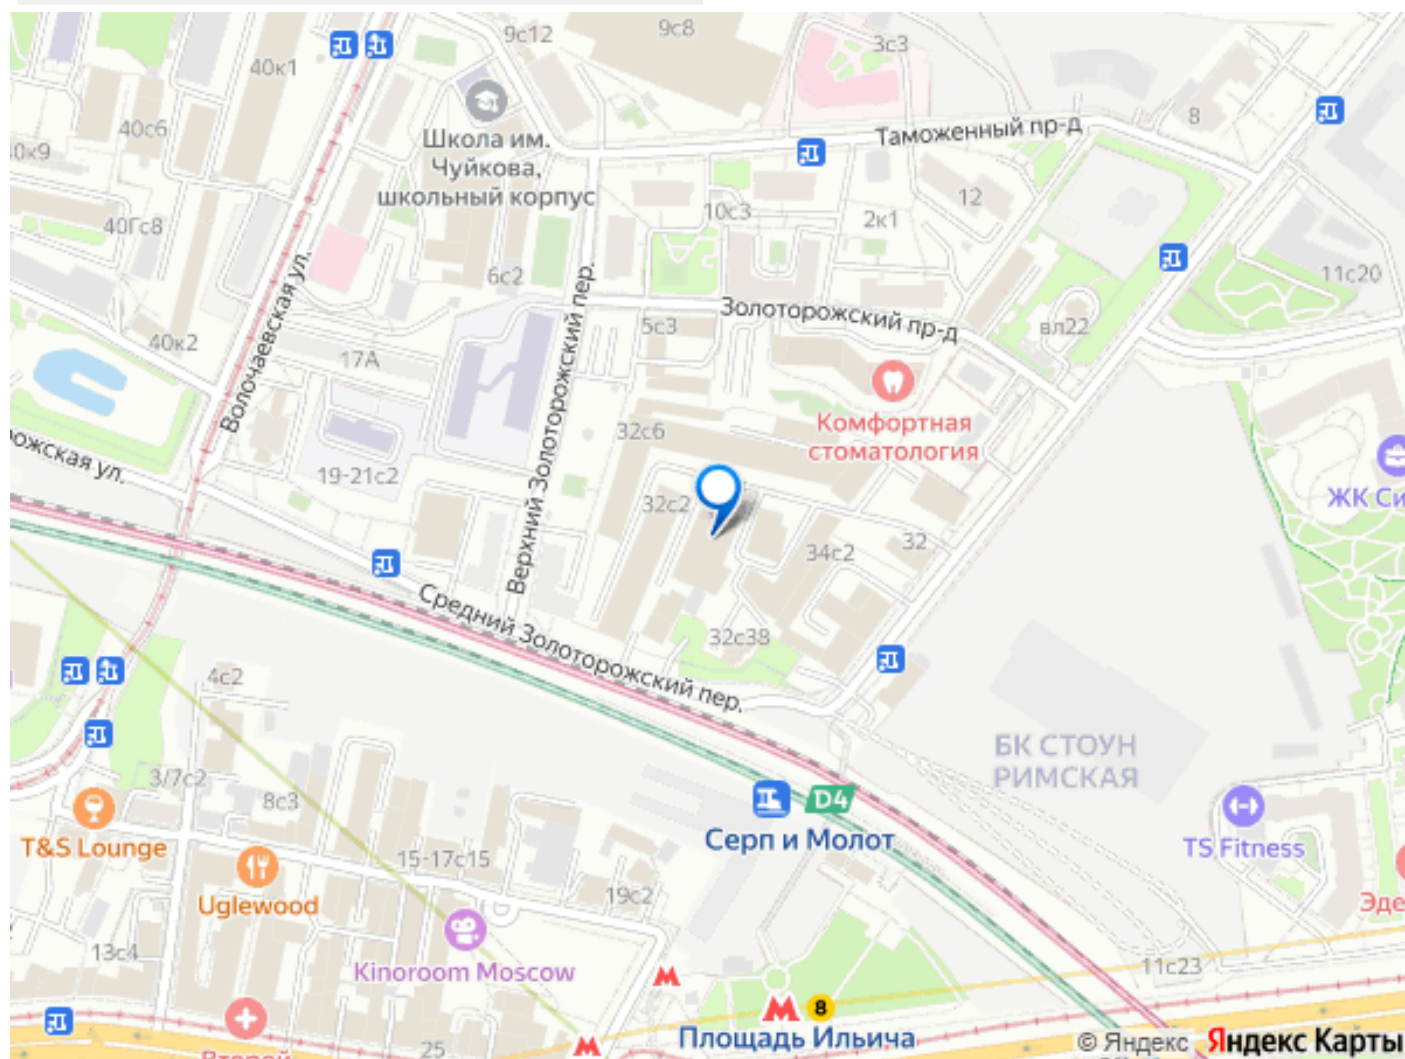 9с12
9с8
3с3
40к1
8
Таможенный пр-д
40с6
Школа им.
Чуйкова,
школьный корпус
0к9
12
10с3
2к1
40Гс8
6с2
11с20
Золоторожский пр-д
5с3
вл22
40к2
17А
Волочаевская ул.
Верхний Золоторожский пер.
Комфортная
стоматология
32с6
рожская ул.
19-21с2
ЖК Си
32с2
34с2
32
Средний Золоторожский пер.
32с38
4с2
БК СТОУН
РИМСКАЯ
3/7с2
8с3
D4
Серп и Молот
T&S Lounge
TS Fitness
15-17с15
Uglewood
19с2
Эде
13с4
Kinoroom Moscow
11с23
8
Площадь Ильича
25
Второй
© Яндекс Яндекс Карты